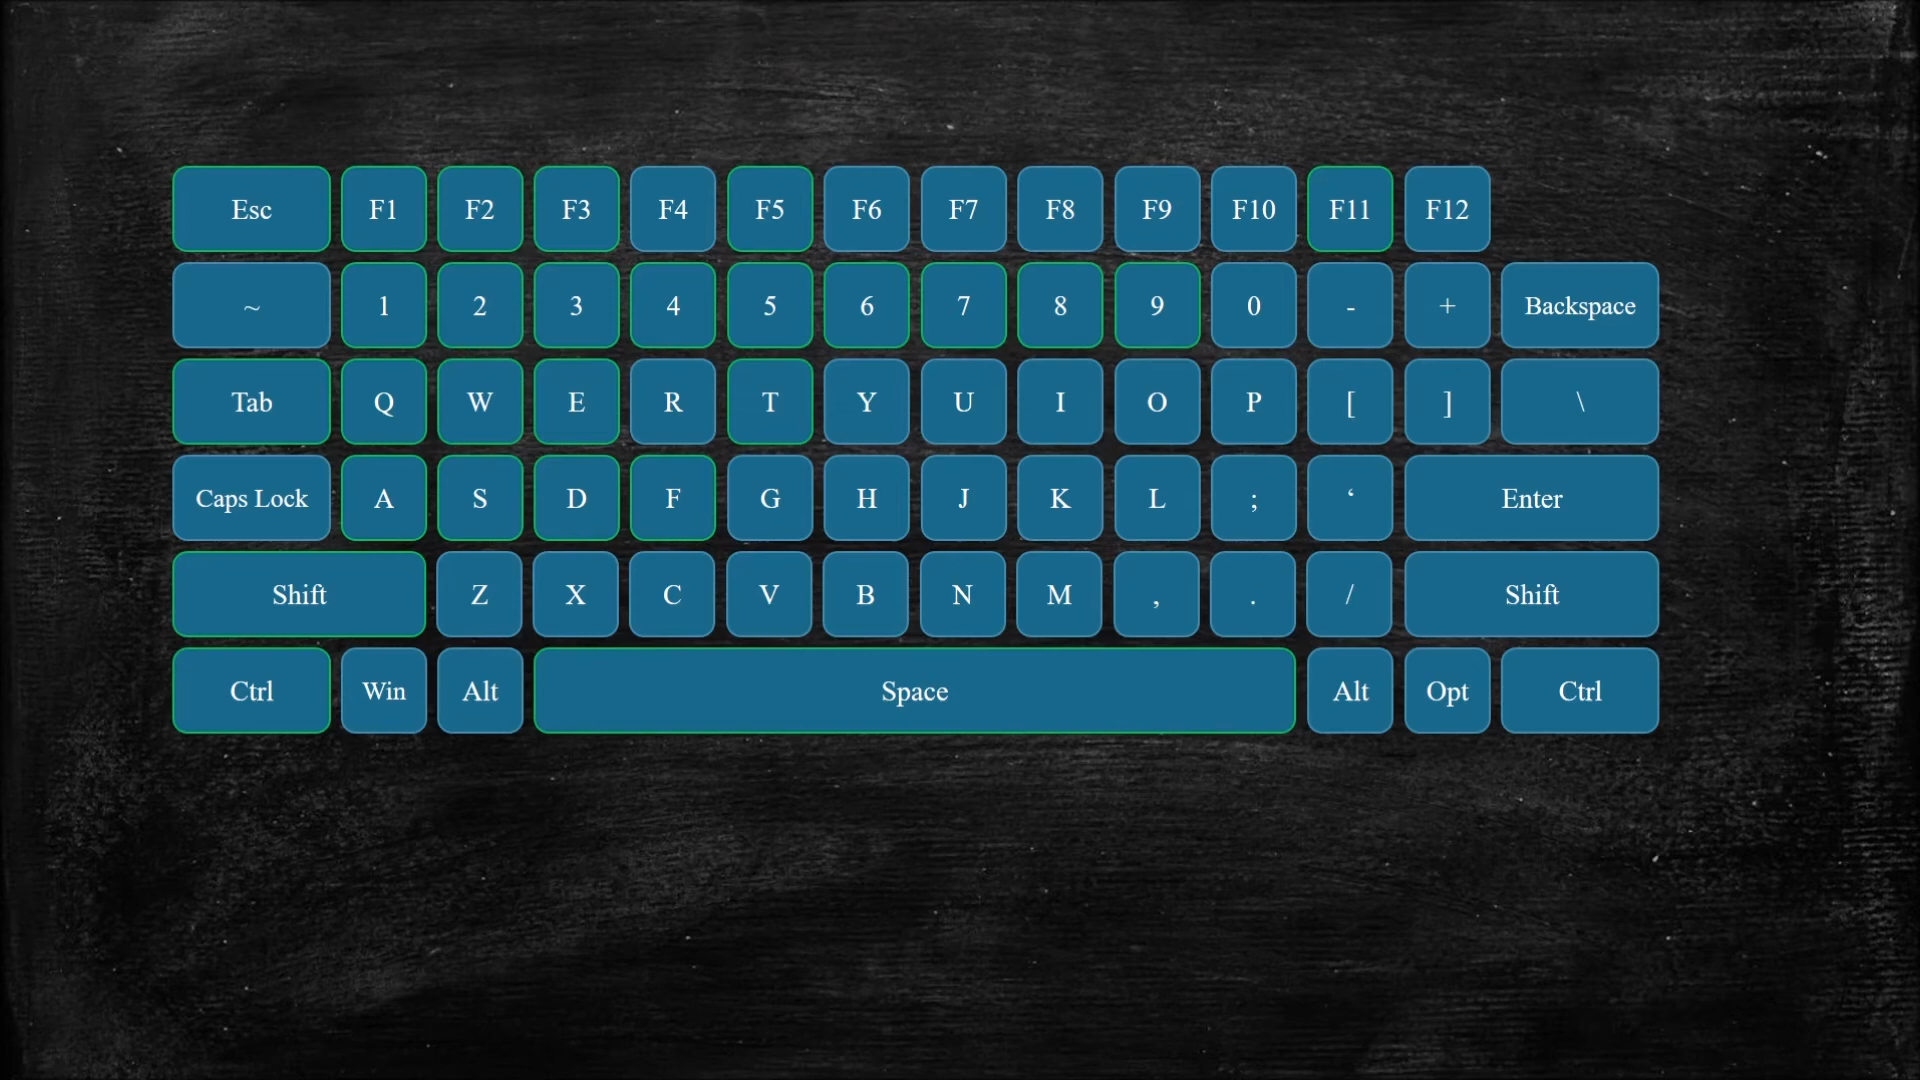 Esc F1 F2 F3 F4 F5 F6 F7 F8 F9 F10 F11 F12
~ 1 2 3 4 5 6 7 8 9 0 - + Backspace
Tab Q W E R T Y U I O P [ ] \
Caps Lock A S D F G H J K L ; ‘ Enter
Shift Z X C V B N M , . / Shift
Ctrl Win Alt Space Alt Opt Ctrl